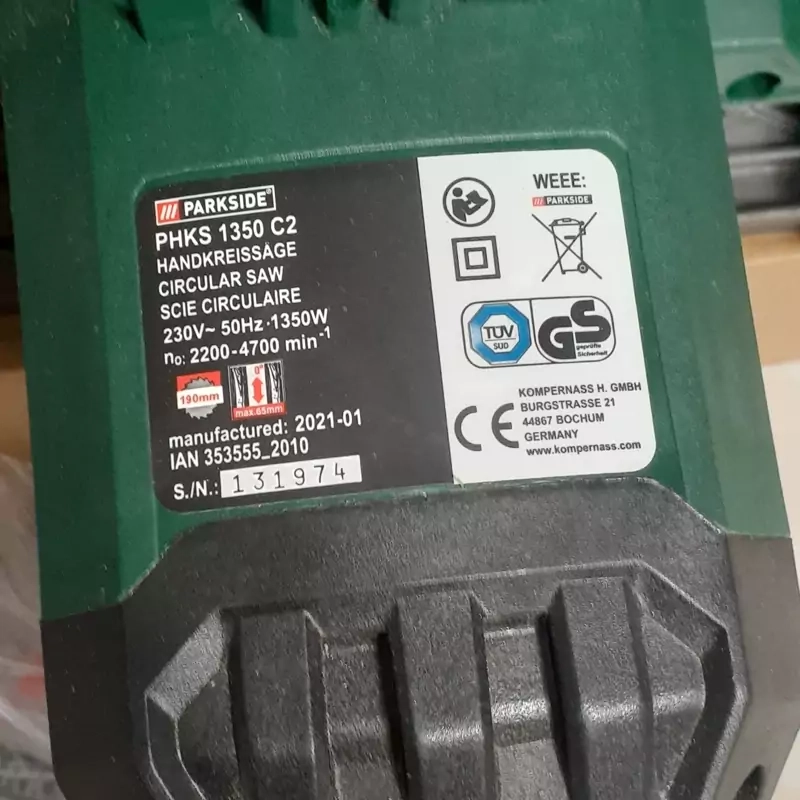 PARKSIDE®
PHKS 1350 C2
HANDKREISSÄGE
CIRCULAR SAW
SCIE CIRCULAIRE
230V~ 50Hz·1350W
n₀: 2200-4700 min⁻¹
190mm
0°
max.65mm
manufactured: 2021-01
IAN 353555_2010
S./N.: 131974
WEEE:
PARKSIDE
TÜV
SÜD
GS
geprüfte
Sicherheit
CE
KOMPERNASS H. GMBH
BURGSTRASSE 21
44867 BOCHUM
GERMANY
www.kompernass.com